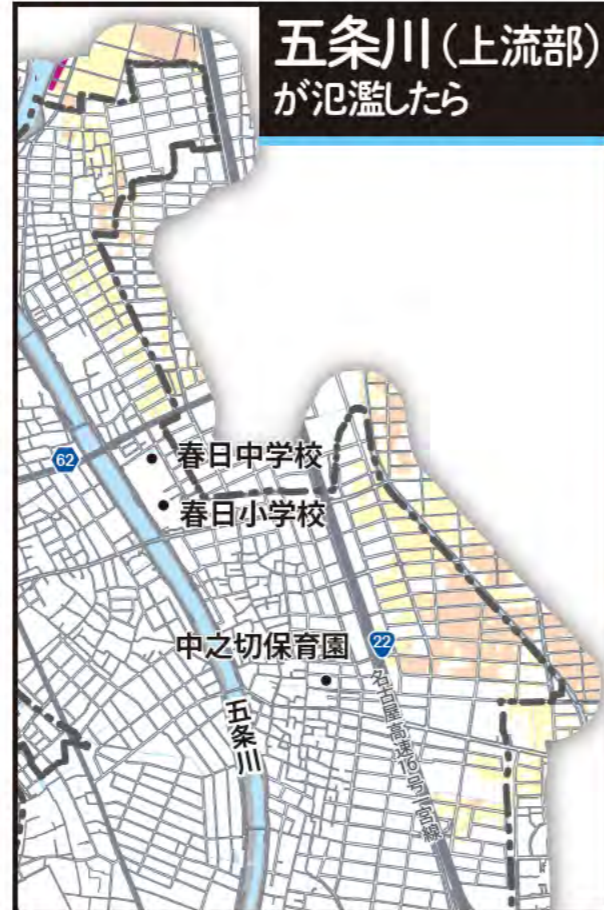 五条川(上流部)
が氾濫したら
62
春日中学校
春日小学校
中之切保育園
22
五条川
名古屋高速16号一宮線